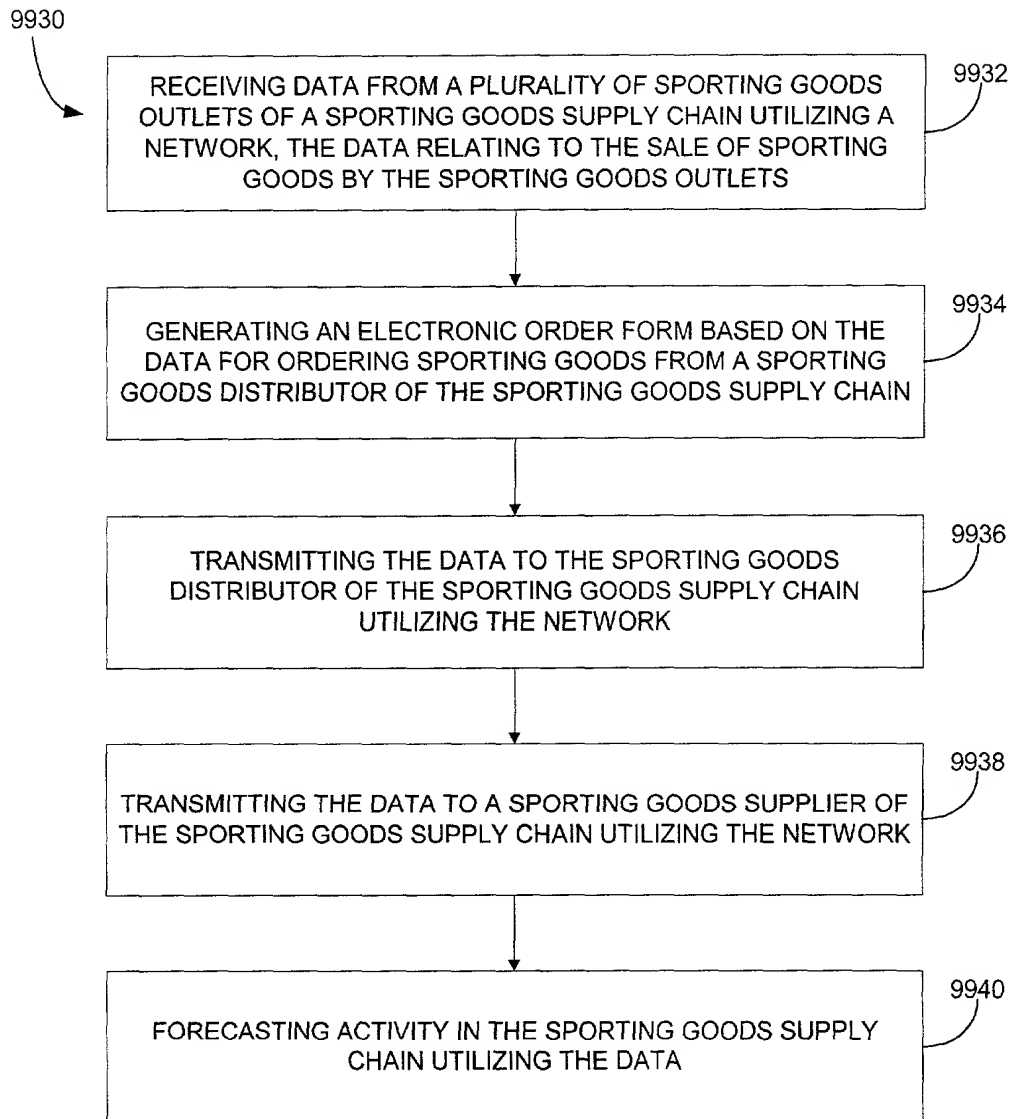 9930
RECEIVING DATA FROM A PLURALITY OF SPORTING GOODS
OUTLETS OF A SPORTING GOODS SUPPLY CHAIN UTILIZING A
NETWORK, THE DATA RELATING TO THE SALE OF SPORTING
GOODS BY THE SPORTING GOODS OUTLETS
9932
GENERATING AN ELECTRONIC ORDER FORM BASED ON THE
DATA FOR ORDERING SPORTING GOODS FROM A SPORTING
GOODS DISTRIBUTOR OF THE SPORTING GOODS SUPPLY CHAIN
9934
TRANSMITTING THE DATA TO THE SPORTING GOODS
DISTRIBUTOR OF THE SPORTING GOODS SUPPLY CHAIN
UTILIZING THE NETWORK
9936
TRANSMITTING THE DATA TO A SPORTING GOODS SUPPLIER OF
THE SPORTING GOODS SUPPLY CHAIN UTILIZING THE NETWORK
9938
FORECASTING ACTIVITY IN THE SPORTING GOODS SUPPLY
CHAIN UTILIZING THE DATA
9940